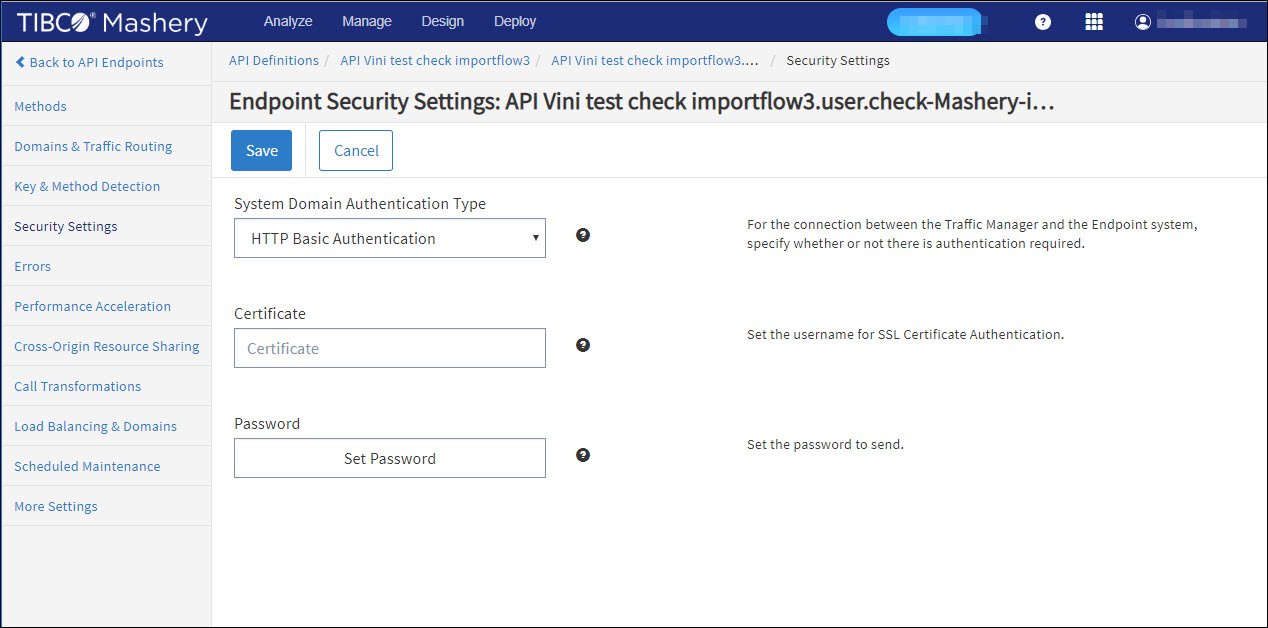 TIBCO® Mashery Analyze Manage Design Deploy ?
Back to API Endpoints
API Definitions / API Vini test check importflow3 / API Vini test check importflow3.... / Security Settings
Endpoint Security Settings: API Vini test check importflow3.user.check-Mashery-i...
Methods
Domains & Traffic Routing
Key & Method Detection
Security Settings
Errors
Performance Acceleration
Cross-Origin Resource Sharing
Call Transformations
Load Balancing & Domains
Scheduled Maintenance
More Settings
Save Cancel
System Domain Authentication Type
HTTP Basic Authentication ?
For the connection between the Traffic Manager and the Endpoint system,
specify whether or not there is authentication required.
Certificate
Certificate ?
Set the username for SSL Certificate Authentication.
Password
Set Password ?
Set the password to send.